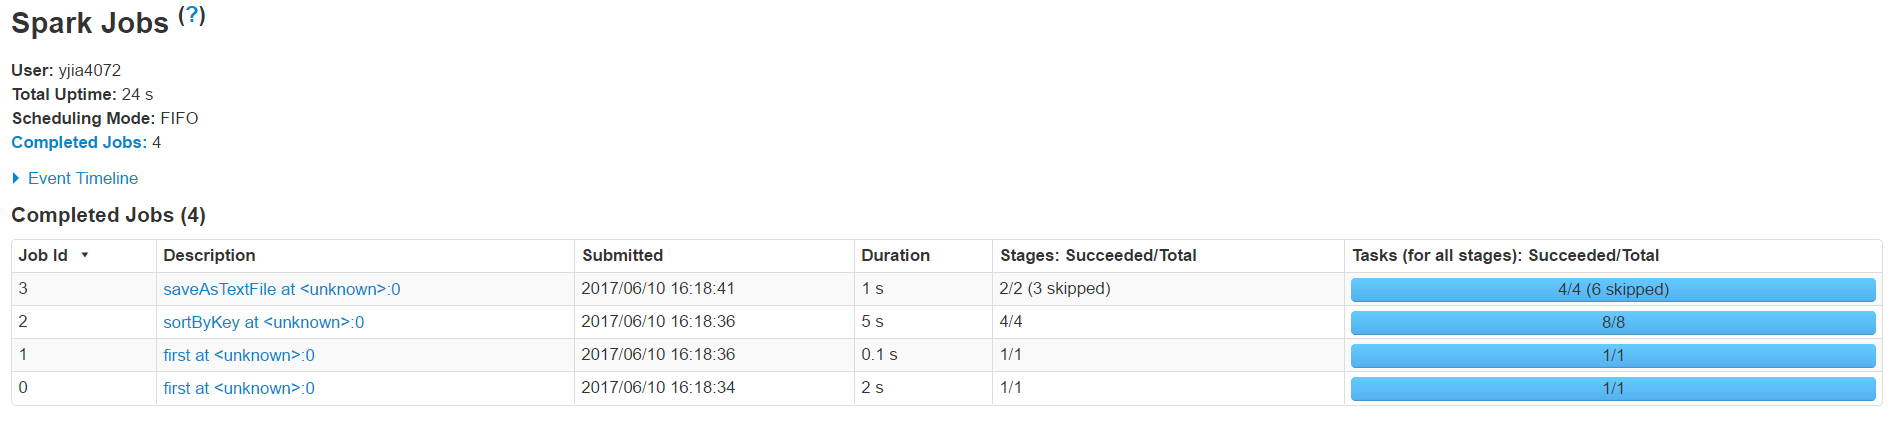 Spark Jobs (?)
User: yjia4072
Total Uptime: 24 s
Scheduling Mode: FIFO
Completed Jobs: 4
Event Timeline
Completed Jobs (4)
Job Id Description Submitted Duration Stages: Succeeded/Total Tasks (for all stages): Succeeded/Total
3 saveAsTextFile at <unknown>:0 2017/06/10 16:18:41 1 s 2/2 (3 skipped) 4/4 (6 skipped)
2 sortByKey at <unknown>:0 2017/06/10 16:18:36 5 s 4/4 8/8
1 first at <unknown>:0 2017/06/10 16:18:36 0.1 s 1/1 1/1
0 first at <unknown>:0 2017/06/10 16:18:34 2 s 1/1 1/1